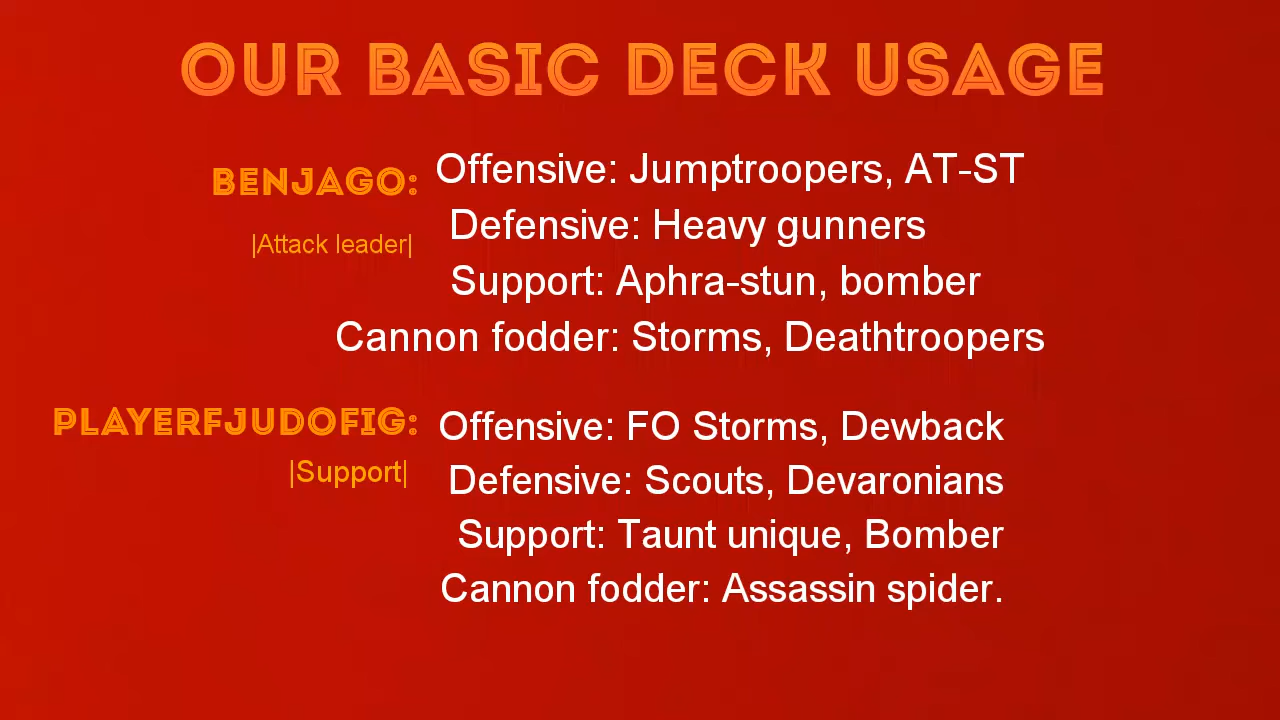 OUR BASIC DECK USAGE
BENJAGO: Offensive: Jumptroopers, AT-ST
|Attack leader| Defensive: Heavy gunners
Support: Aphra-stun, bomber
Cannon fodder: Storms, Deathtroopers
PLAYERFJUDOFIG: Offensive: FO Storms, Dewback
|Support| Defensive: Scouts, Devaronians
Support: Taunt unique, Bomber
Cannon fodder: Assassin spider.